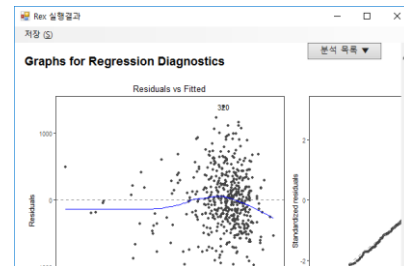 Rex 실행결과
저장 (S)
분석 목록 ▼
Graphs for Regression Diagnostics
Residuals vs Fitted
1000
0
Residuals
2
0
-2
Standardized residuals